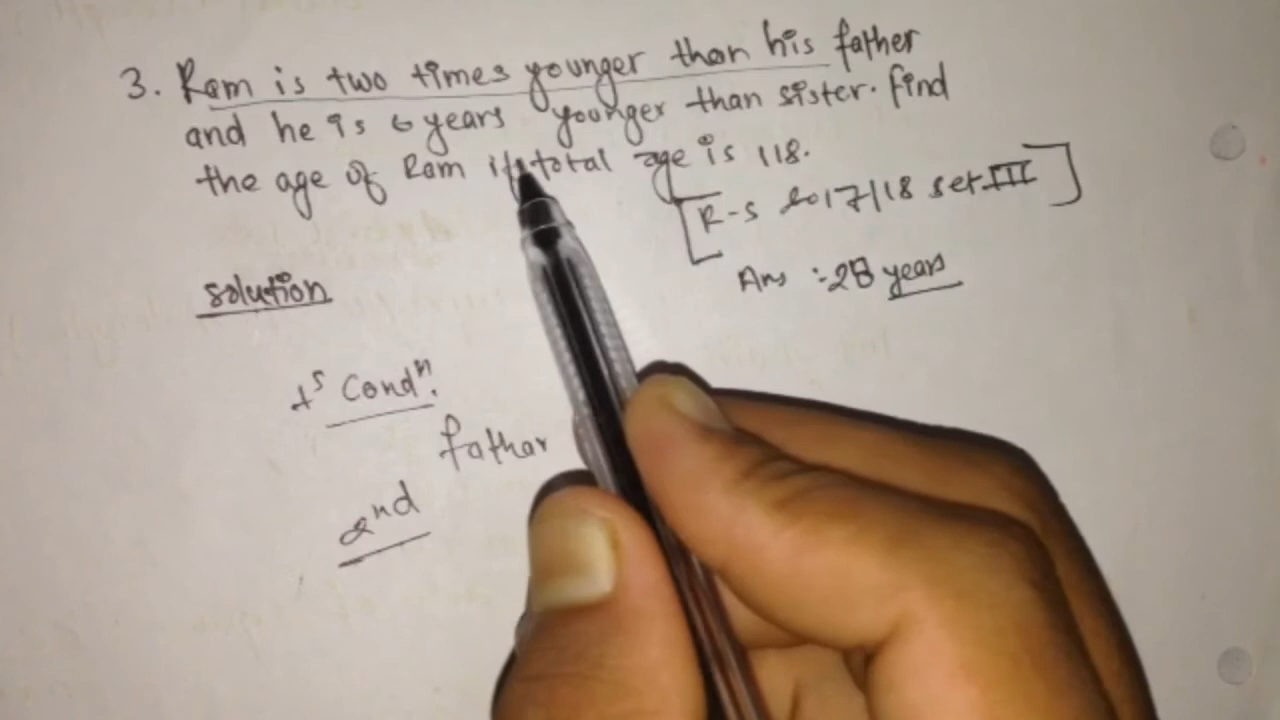 3. Ram is two times younger than his father
and he is 6 years younger than sister. find
the age of Ram if total age is 118.
[R-S 2017/18 set III]
Ans :- 28 years
solution
Condⁿ.
father
2nd